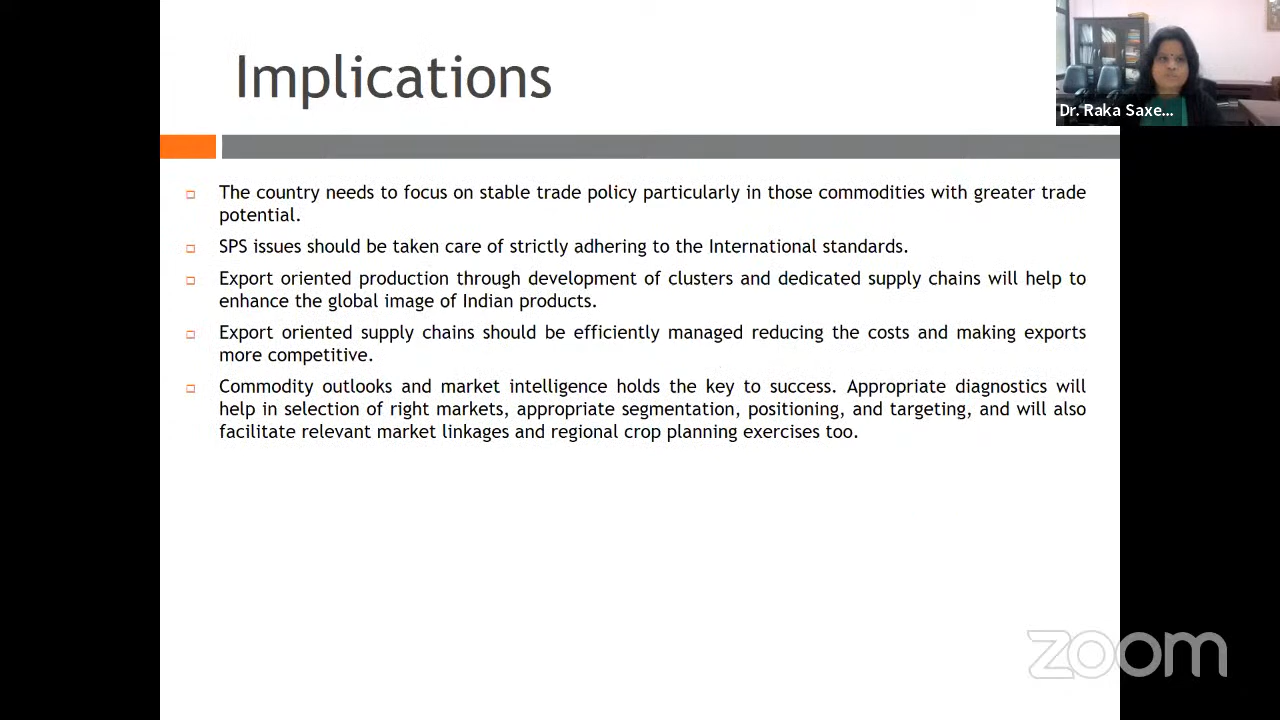 Implications
Dr. Raka Saxe...
The country needs to focus on stable trade policy particularly in those commodities with greater trade
potential.
SPS issues should be taken care of strictly adhering to the International standards.
Export oriented production through development of clusters and dedicated supply chains will help to
enhance the global image of Indian products.
Export oriented supply chains should be efficiently managed reducing the costs and making exports
more competitive.
Commodity outlooks and market intelligence holds the key to success. Appropriate diagnostics will
help in selection of right markets, appropriate segmentation, positioning, and targeting, and will also
facilitate relevant market linkages and regional crop planning exercises too.
zoom